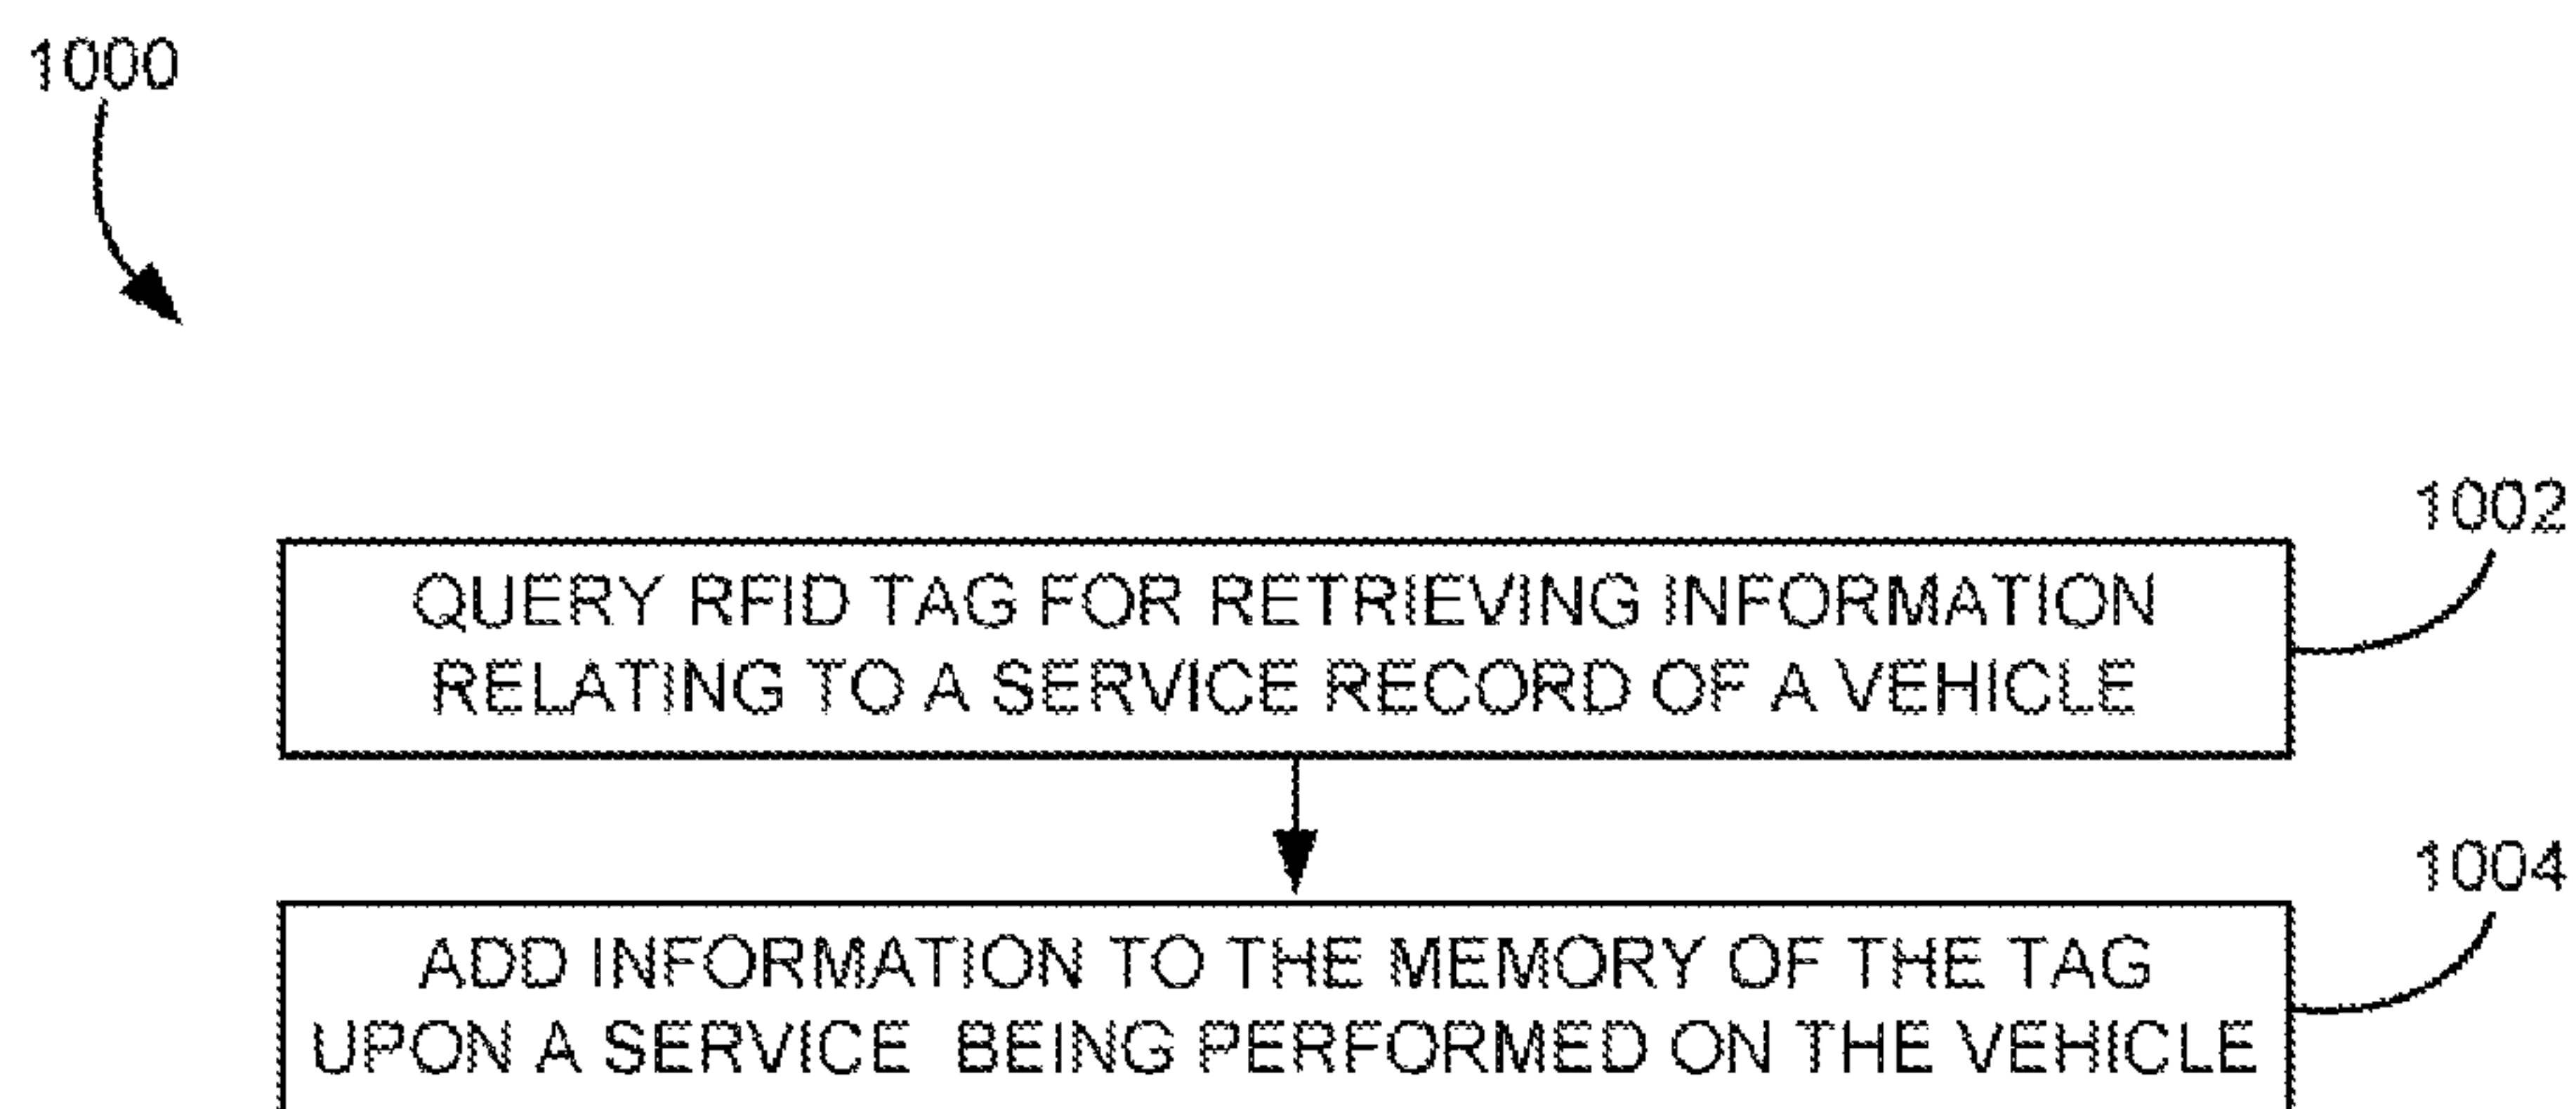 1000
1002
QUERY RFID TAG FOR RETRIEVING INFORMATION
RELATING TO A SERVICE RECORD OF A VEHICLE
1004
ADD INFORMATION TO THE MEMORY OF THE TAG
UPON A SERVICE BEING PERFORMED ON THE VEHICLE